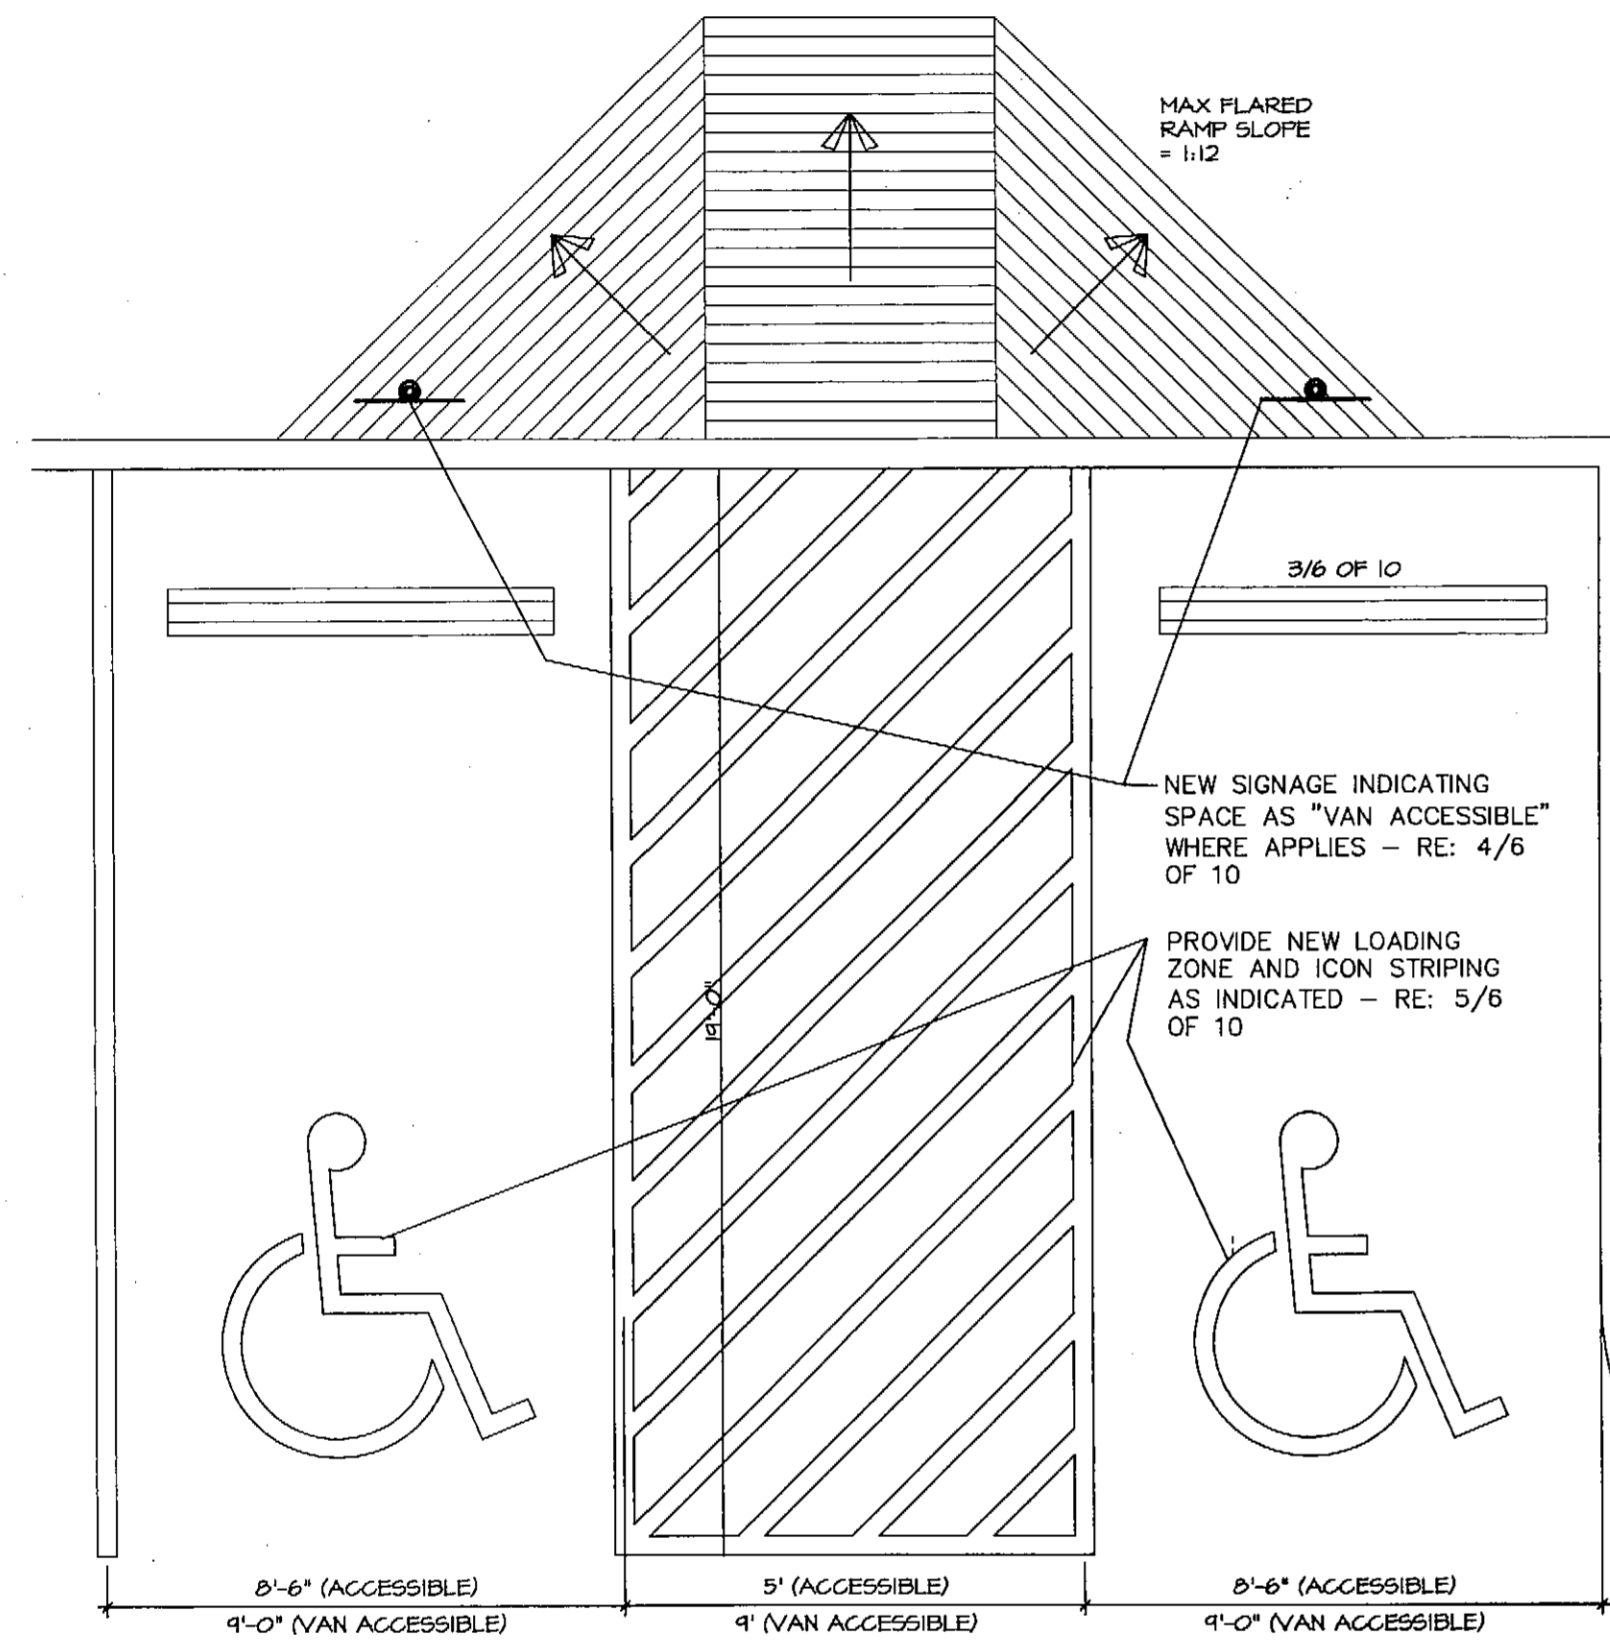 MAX FLARED
RAMP SLOPE
= 1:12
3/6 OF 10
NEW SIGNAGE INDICATING
SPACE AS "VAN ACCESSIBLE"
WHERE APPLIES – RE: 4/6
OF 10
PROVIDE NEW LOADING
ZONE AND ICON STRIPING
AS INDICATED – RE: 5/6
OF 10
19'-0"
8'-6" (ACCESSIBLE)
5' (ACCESSIBLE)
8'-6" (ACCESSIBLE)
9'-0" (VAN ACCESSIBLE)
9' (VAN ACCESSIBLE)
9'-0" (VAN ACCESSIBLE)